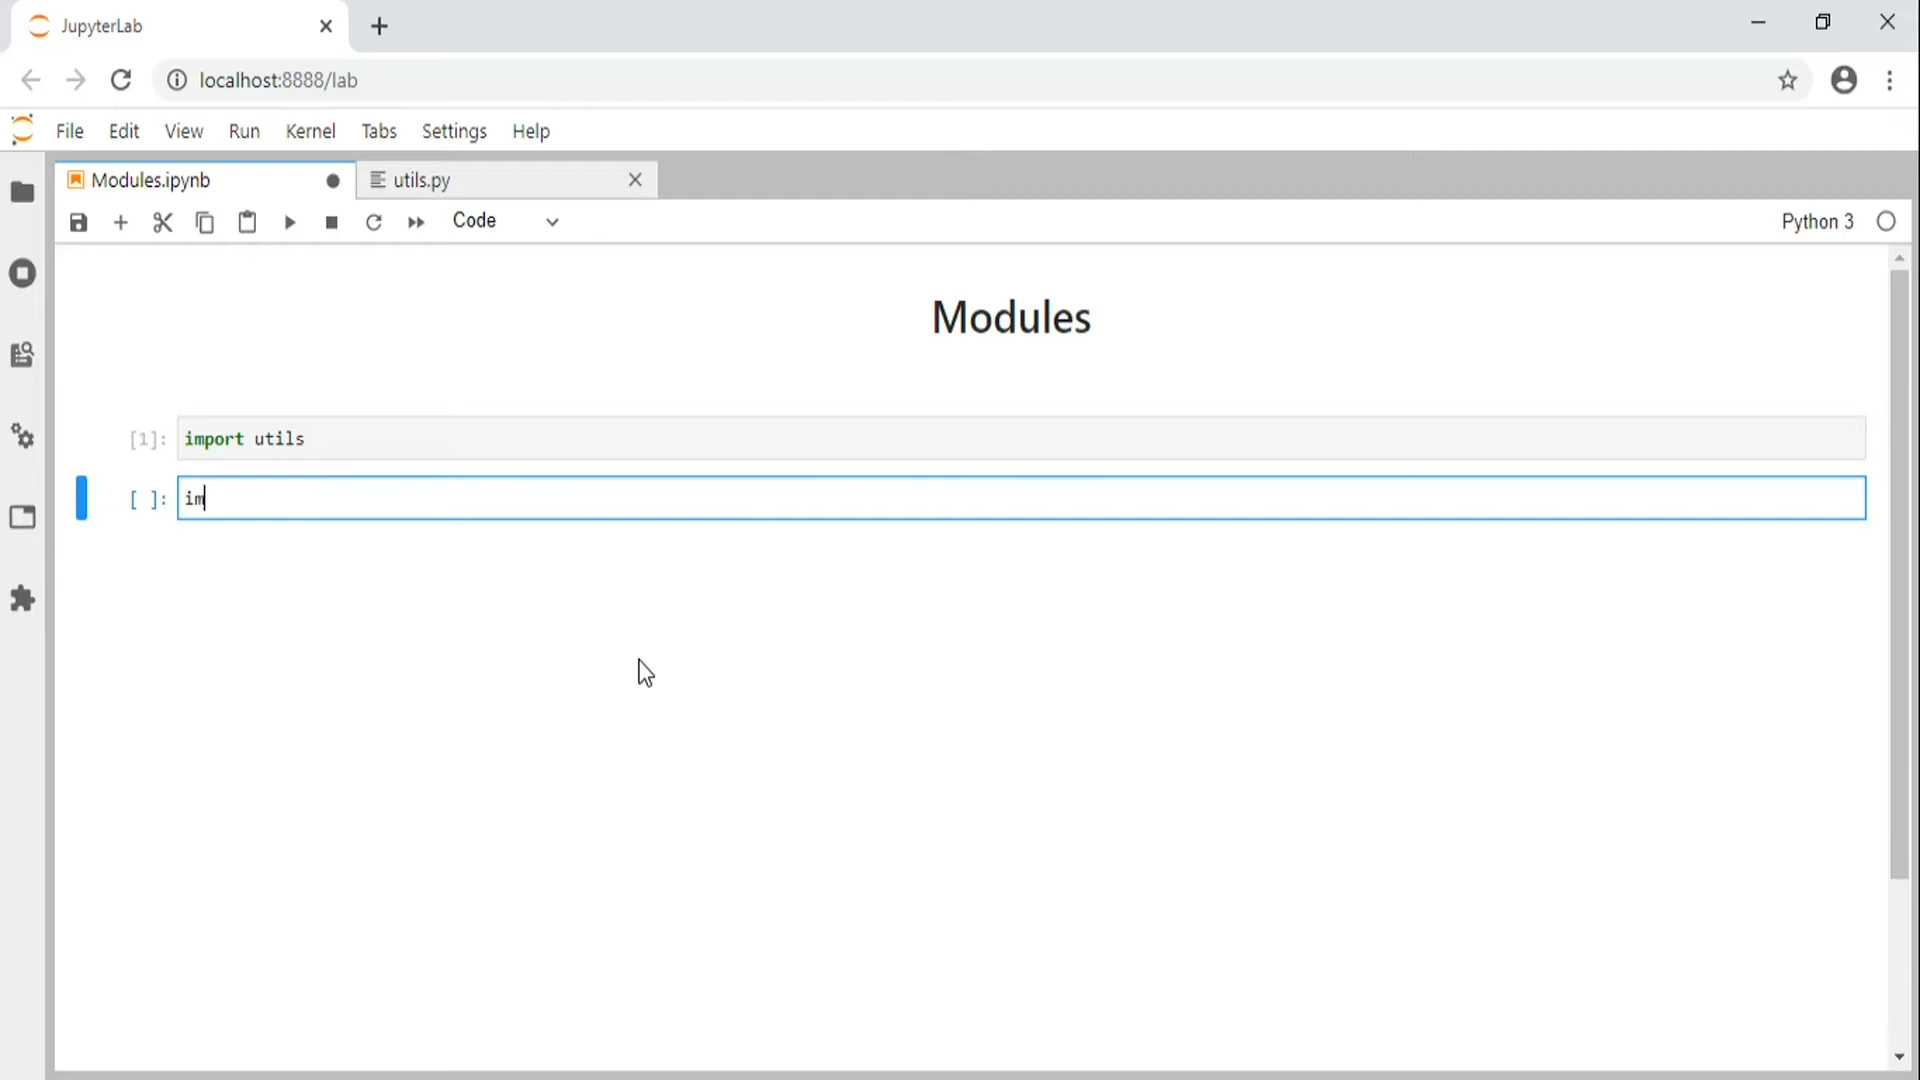 JupyterLab
localhost:8888/lab
File Edit View Run Kernel Tabs Settings Help
Modules.ipynb utils.py
Code Python 3
Modules
[1]: import utils
[ ]: im